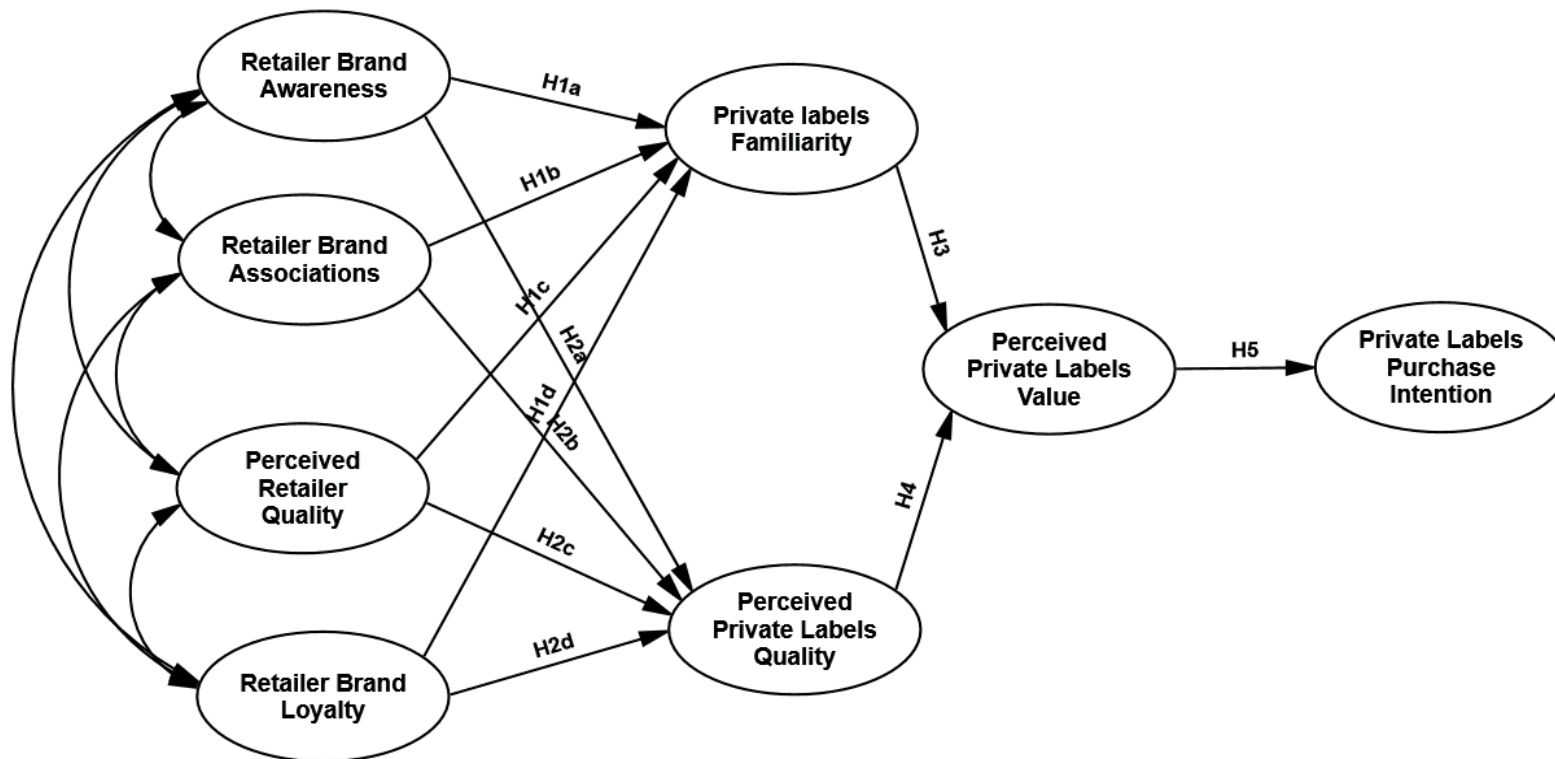 Retailer Brand
Awareness
H1a
Private labels
Familiarity
H1b
Retailer Brand
Associations
H3
H1c
H2a
Perceived
Private Labels
Value
H5
Private Labels
Purchase
Intention
H1d
H2b
Perceived
Retailer
Quality
H4
H2c
Perceived
Private Labels
Quality
H2d
Retailer Brand
Loyalty